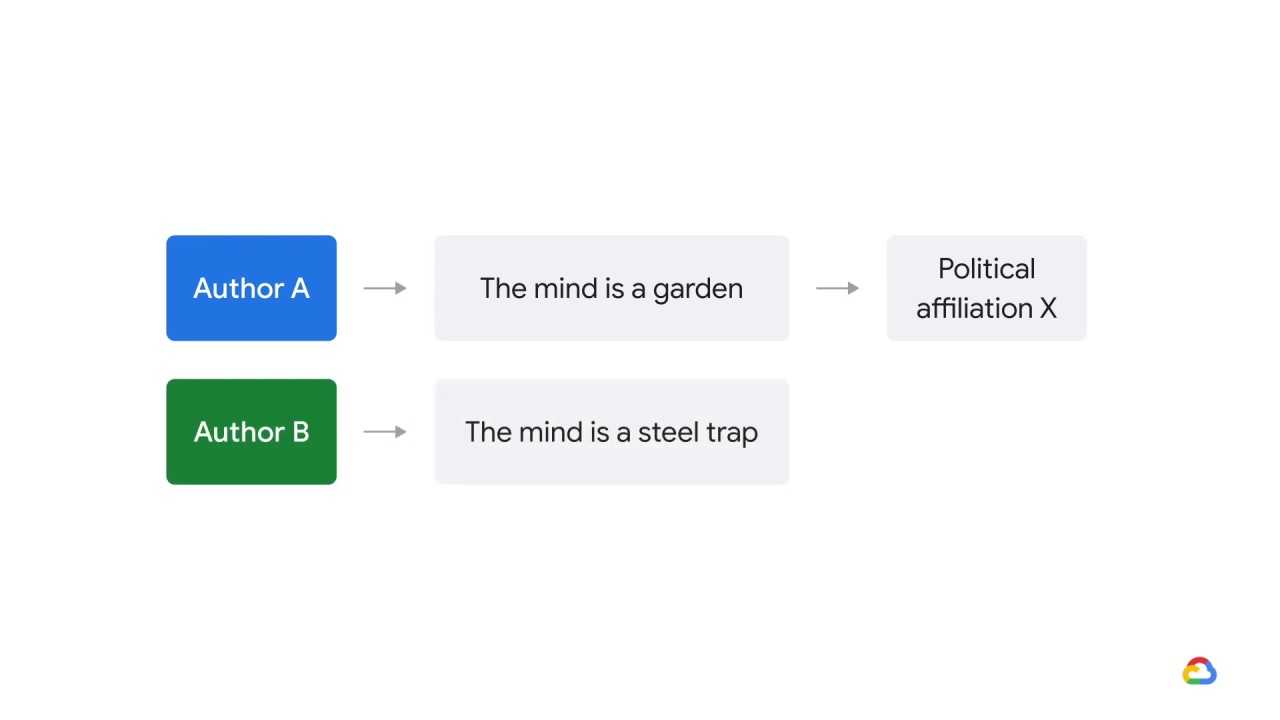 Author A
The mind is a garden
Political
affiliation X
Author B
The mind is a steel trap